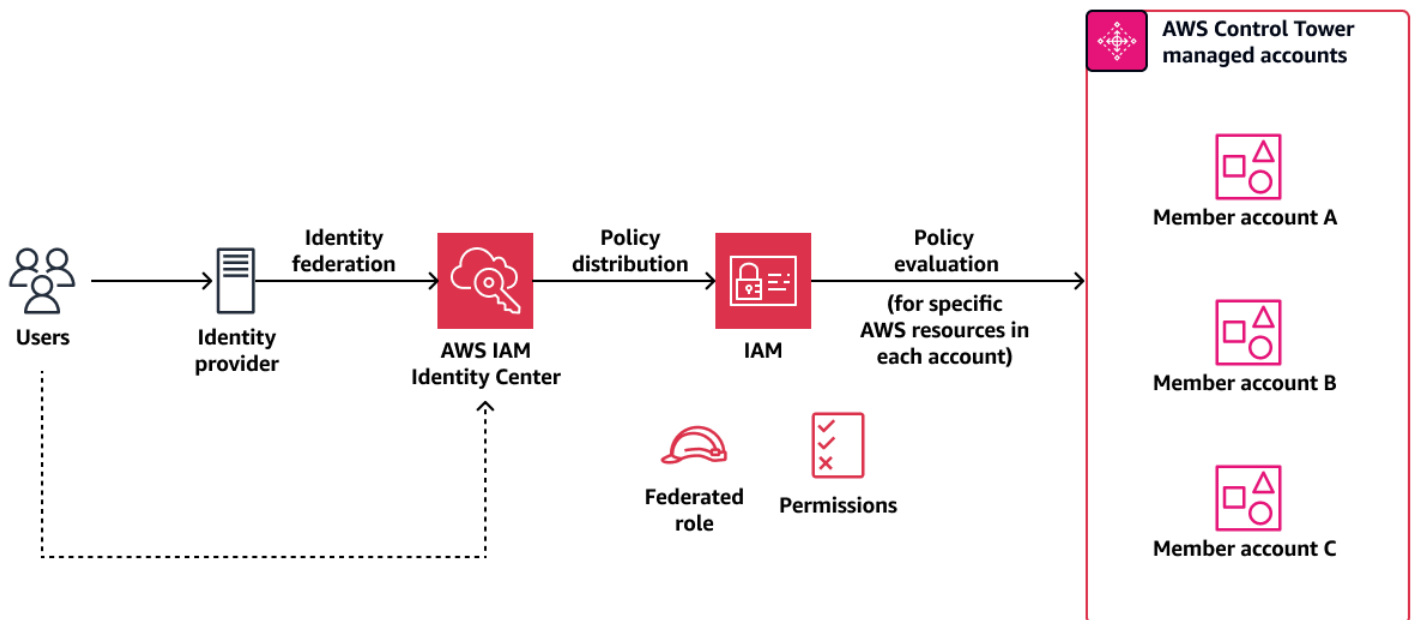 AWS Control Tower
managed accounts
Member account A
Identity
federation
Policy
distribution
Policy
evaluation
(for specific
AWS resources in
each account)
Users
Identity
provider
AWS IAM
Identity Center
IAM
Member account B
Federated
role
Permissions
Member account C